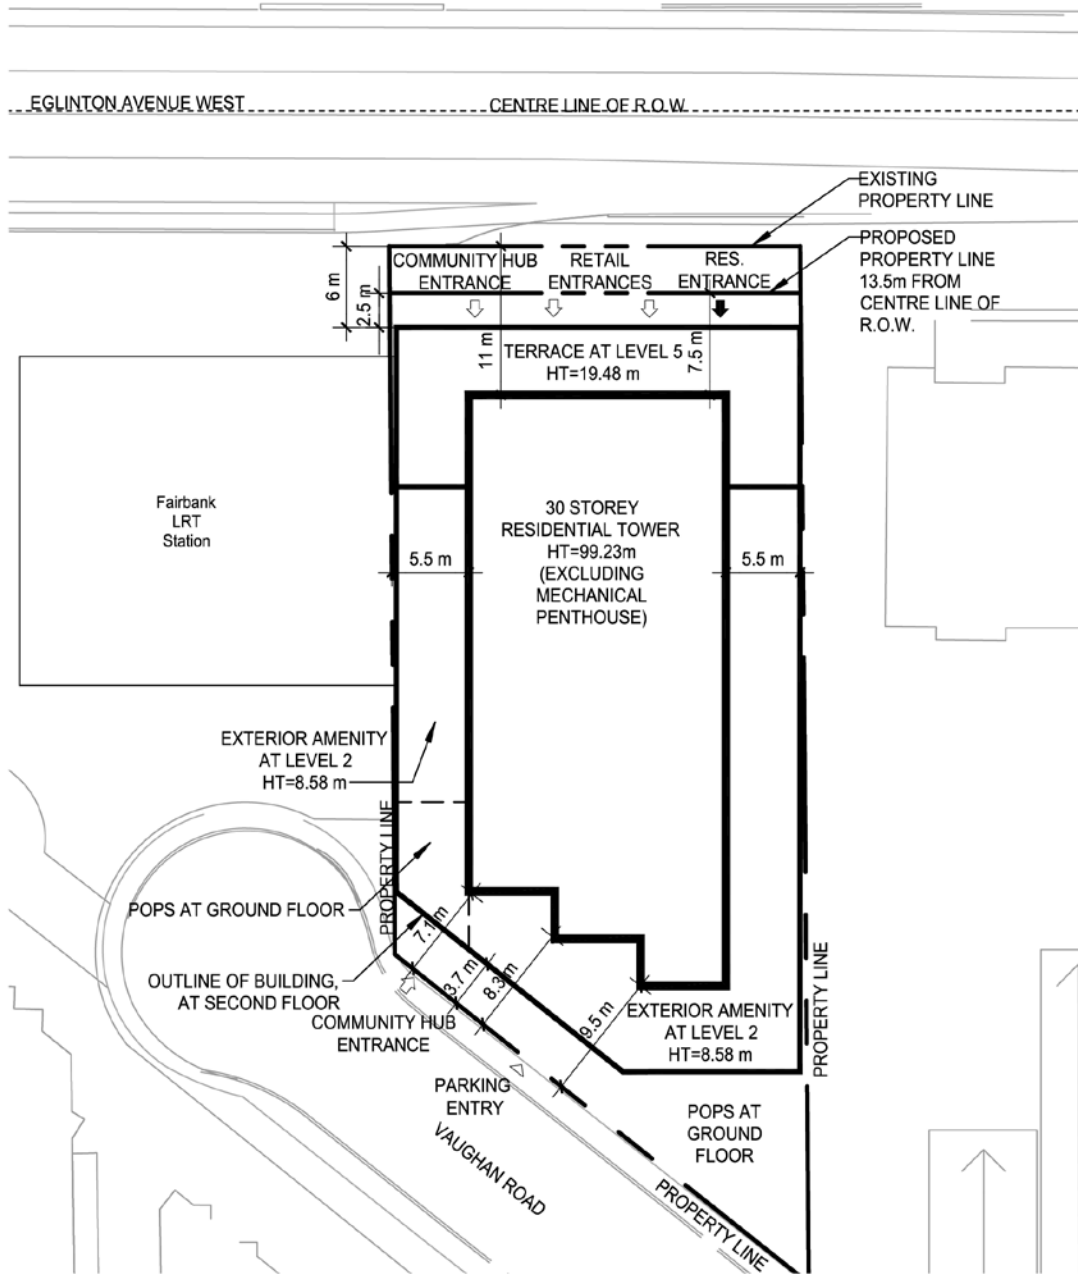 EGLINTON AVENUE WEST
CENTRE LINE OF R.O.W.
EXISTING
PROPERTY LINE
PROPOSED
PROPERTY LINE
13.5m FROM
CENTRE LINE OF
R.O.W.
COMMUNITY HUB
ENTRANCE
RETAIL
ENTRANCES
RES.
ENTRANCE
6 m
2.5 m
11 m
7.5 m
TERRACE AT LEVEL 5
HT=19.48 m
Fairbank
LRT
Station
30 STOREY
RESIDENTIAL TOWER
HT=99.23m
(EXCLUDING
MECHANICAL
PENTHOUSE)
5.5 m
5.5 m
EXTERIOR AMENITY
AT LEVEL 2
HT=8.58 m
PROPERTY LINE
POPS AT GROUND FLOOR
OUTLINE OF BUILDING,
AT SECOND FLOOR
COMMUNITY HUB
ENTRANCE
7.1 m
3.7 m
8.3 m
9.5 m
EXTERIOR AMENITY
AT LEVEL 2
HT=8.58 m
PROPERTY LINE
PARKING
ENTRY
POPS AT
GROUND
FLOOR
VAUGHAN ROAD
PROPERTY LINE